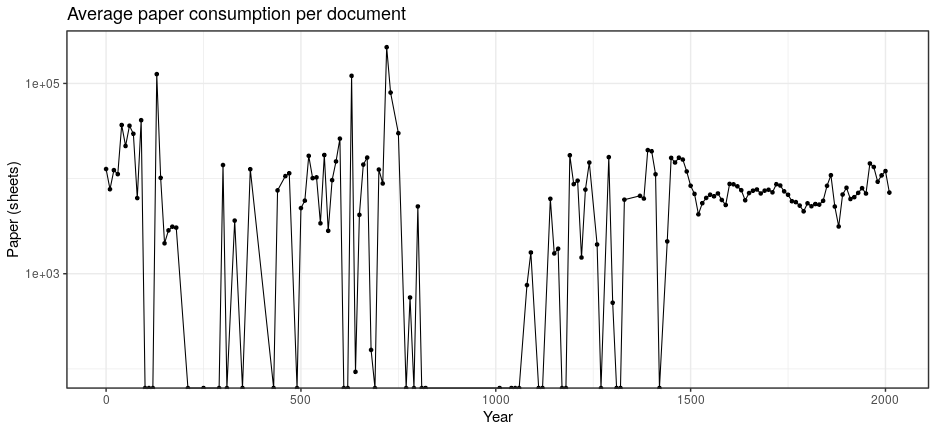 Average paper consumption per document
1e+05
1e+03
Paper (sheets)
0 500 1000 1500 2000
Year